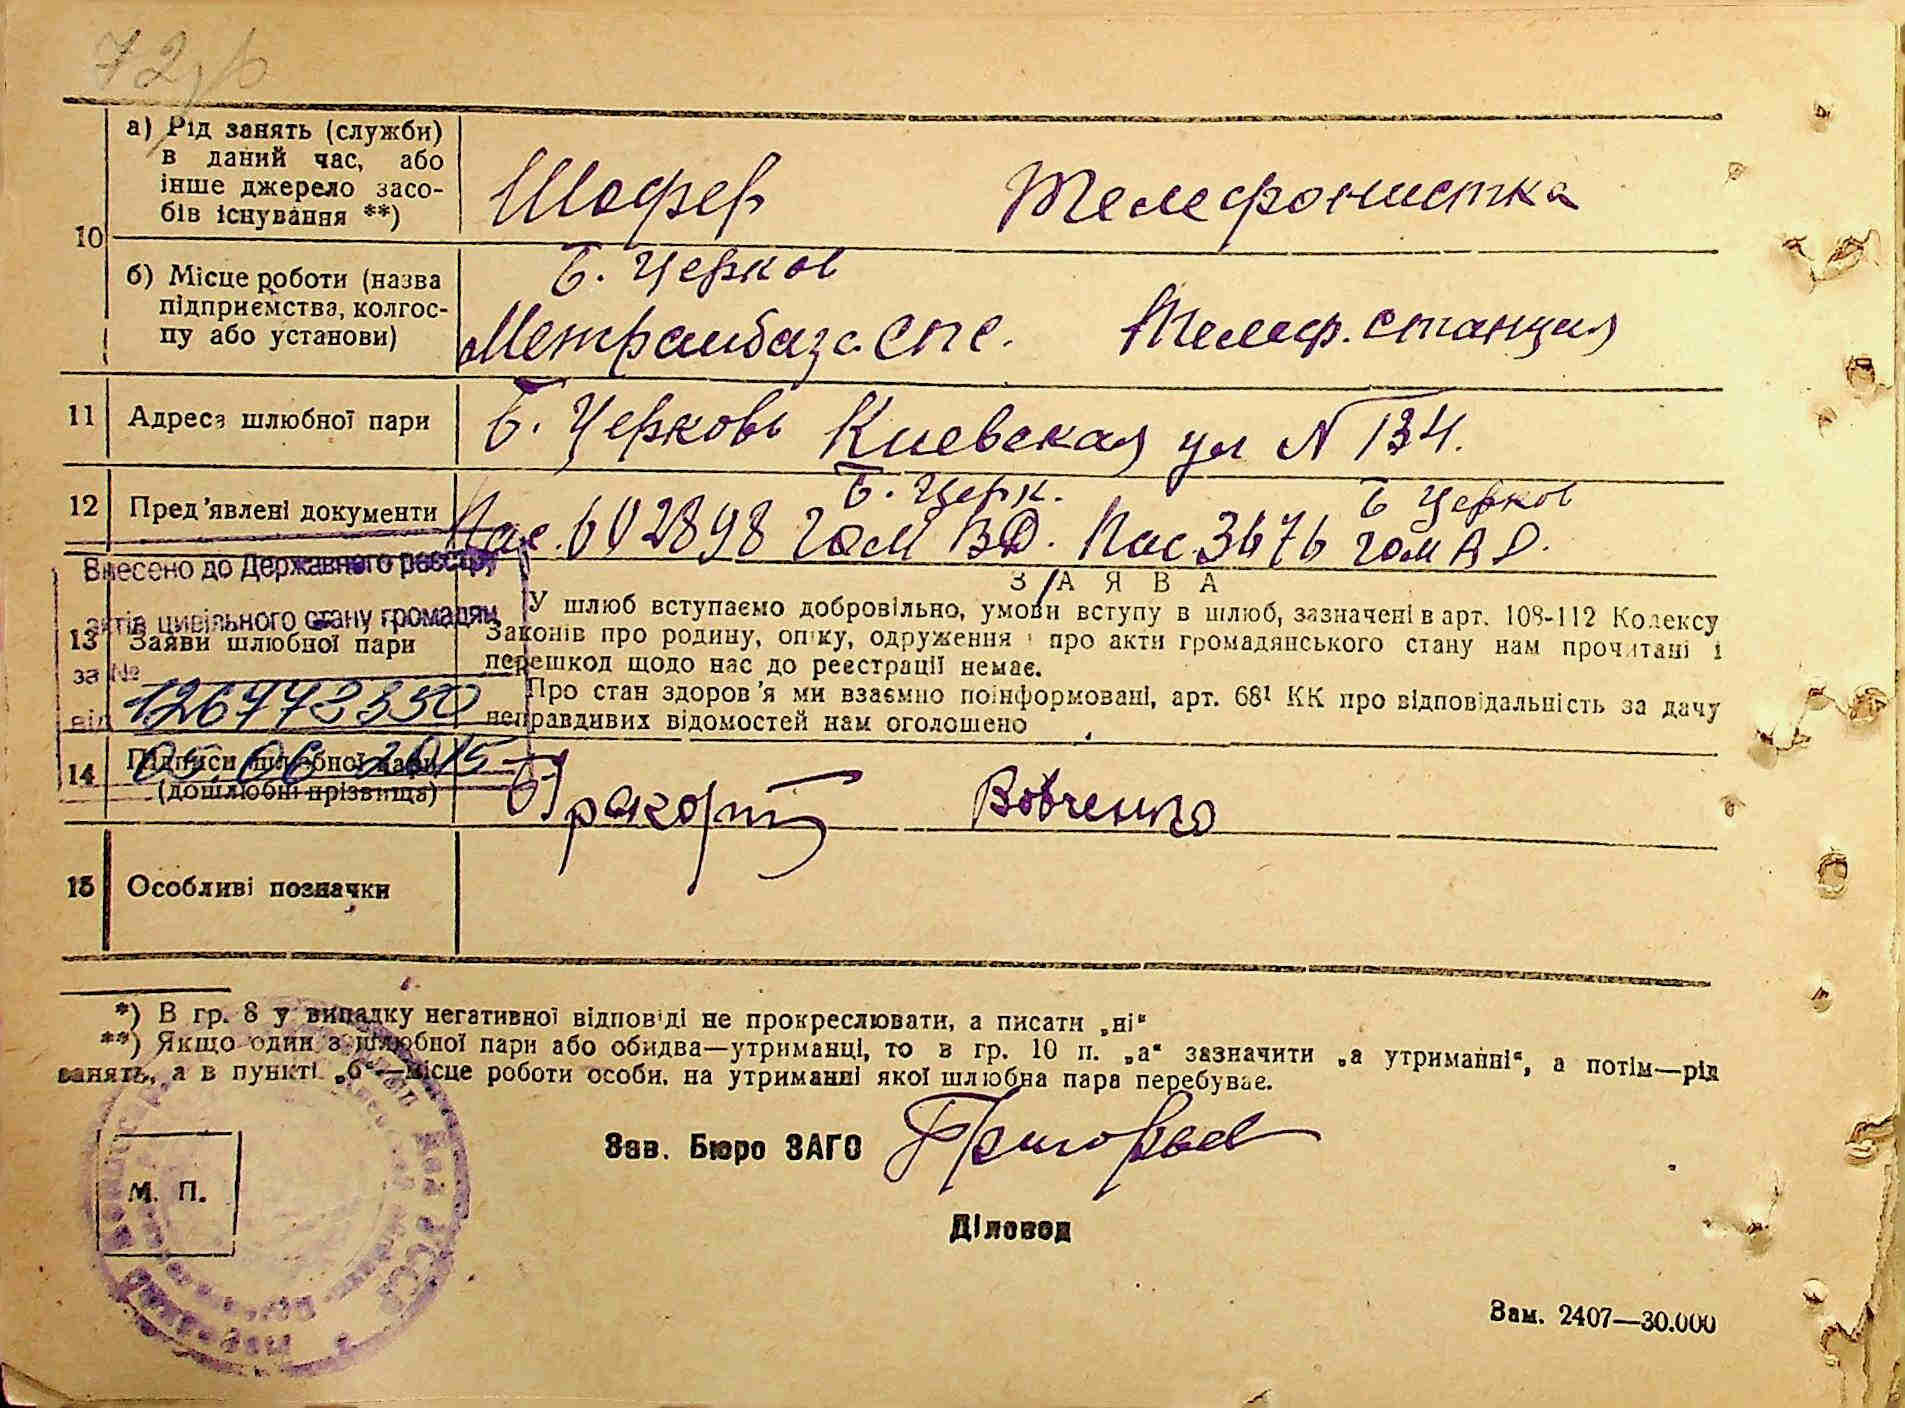 72
а) Рід занять (служби)
в даний час, або
інше джерело засо-
бів існування **)
Шофер Телефонистка
10
б) Місце роботи (назва
підприємства, колгос-
пу або установи)
Б. Церков
спс. Телеф. станция
11 Адреса шлюбної пари
Б. Церковь Киевская ул N 134.
12 Пред'явлені документи
Б. Церк. Б Церков
Пас. 602898 ГОМ ВД. Пас 3676 гом
Внесено до Державного реєстру
актів цивільного стану громадян
за №
126773350
від
05.06.2015
З А Я В А
13 Заяви шлюбної пари
У шлюб вступаємо добровільно, умови вступу в шлюб, зазначені в арт. 108-112 Колексу
Законів про родину, опіку, одруження і про акти громадянського стану нам прочитані і
перешкод щодо нас до реєстрації немає.
Про стан здоров'я ми взаємно поінформовані, арт. 68¹ КК про відповідальність за дачу
неправдивих відомостей нам оголошено
14 Підписи шлюбної пари
(дошлюбні прізвища)
Вовченко
15 Особливі позначки
*) В гр. 8 у випадку негативної відповіді не прокреслювати, а писати „ні“
**) Якщо один з шлюбної пари або обидва—утриманці, то в гр. 10 п. „а“ зазначити „а утриманні“, а потім—рід
занять, а в пункті „б“—місце роботи особи, на утриманні якої шлюбна пара перебуває.
Зав. Бюро ЗАГС
М. П.
Діловод
Зам. 2407—30.000